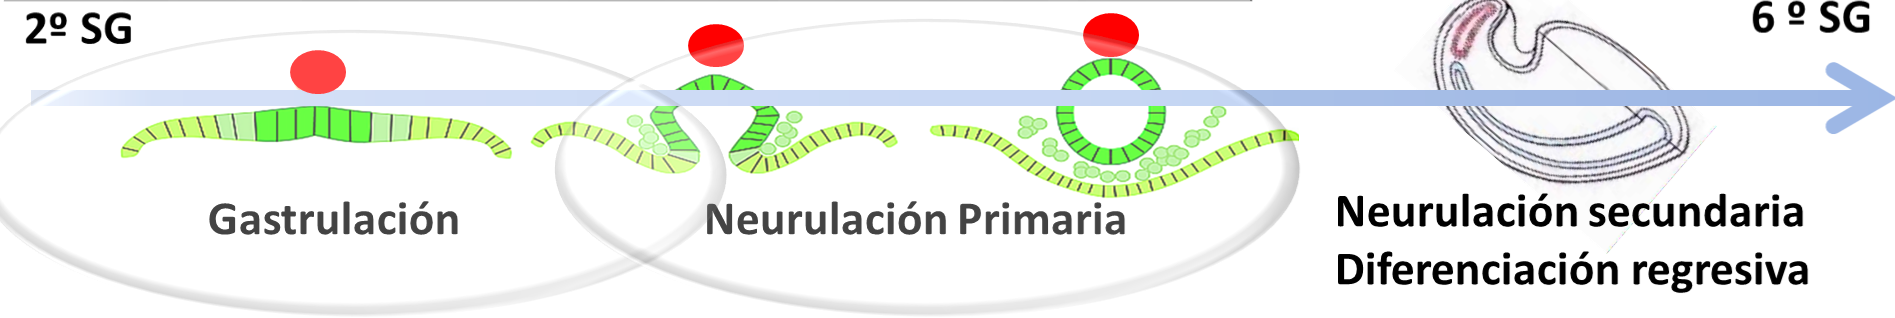 2º SG
6 º SG
Gastrulación
Neurulación Primaria
Neurulación secundaria
Diferenciación regresiva